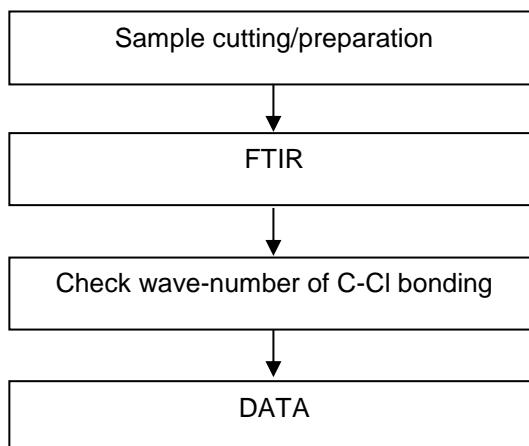 Sample cutting/preparation
FTIR
Check wave-number of C-Cl bonding
DATA